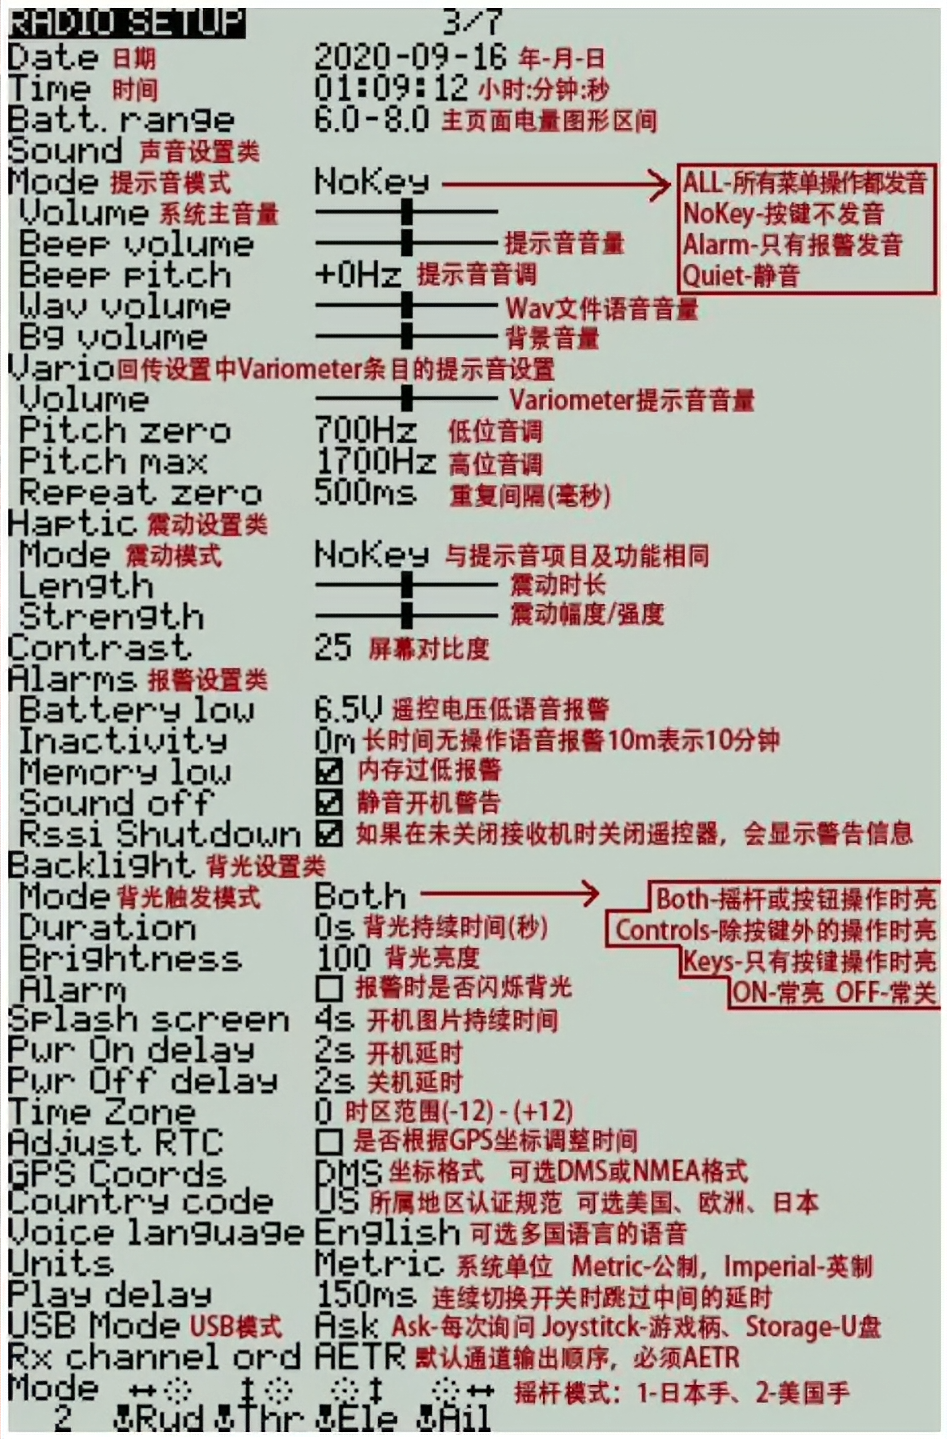 RADIO SETUP 3/7
Date 日期 2020-09-16 年-月-日
Time 时间 01:09:12 小时:分钟:秒
Batt. range 6.0-8.0 主页面电量图形区间
Sound 声音设置类
Mode 提示音模式 NoKey ALL-所有菜单操作都发音
Volume 系统主音量 NoKey-按键不发音
Beep volume 提示音音量 Alarm-只有报警发音
Beep pitch +0Hz 提示音音调 Quiet-静音
Wav volume Wav文件语音音量
Bg volume 背景音量
Vario 回传设置中Variometer条目的提示音设置
Volume Variometer提示音音量
Pitch zero 700Hz 低位音调
Pitch max 1700Hz 高位音调
Repeat zero 500ms 重复间隔(毫秒)
Haptic 震动设置类
Mode 震动模式 NoKey 与提示音项目及功能相同
Length 震动时长
Strength 震动幅度/强度
Contrast 25 屏幕对比度
Alarms 报警设置类
Battery low 6.5V 遥控电压低语音报警
Inactivity 0m 长时间无操作语音报警10m表示10分钟
Memory low 内存过低报警
Sound off 静音开机警告
Rssi Shutdown 如果在未关闭接收机时关闭遥控器，会显示警告信息
Backlight 背光设置类
Mode 背光触发模式 Both Both-摇杆或按钮操作时亮
Duration 0s 背光持续时间(秒) Controls-除按键外的操作时亮
Brightness 100 背光亮度 Keys-只有按键操作时亮
Alarm 报警时是否闪烁背光 ON-常亮 OFF-常关
Splash screen 4s 开机图片持续时间
Pwr On delay 2s 开机延时
Pwr Off delay 2s 关机延时
Time Zone 0 时区范围(-12) - (+12)
Adjust RTC 是否根据GPS坐标调整时间
GPS Coords DMS 坐标格式 可选DMS或NMEA格式
Country code US 所属地区认证规范 可选美国、欧洲、日本
Voice language English 可选多国语言的语音
Units Metric 系统单位 Metric-公制，Imperial-英制
Play delay 150ms 连续切换开关时跳过中间的延时
USB Mode USB模式 Ask Ask-每次询问 Joystitck-游戏柄、Storage-U盘
Rx channel ord AETR 默认通道输出顺序，必须AETR
Mode 摇杆模式：1-日本手、2-美国手
2 Rud Thr Ele Ail